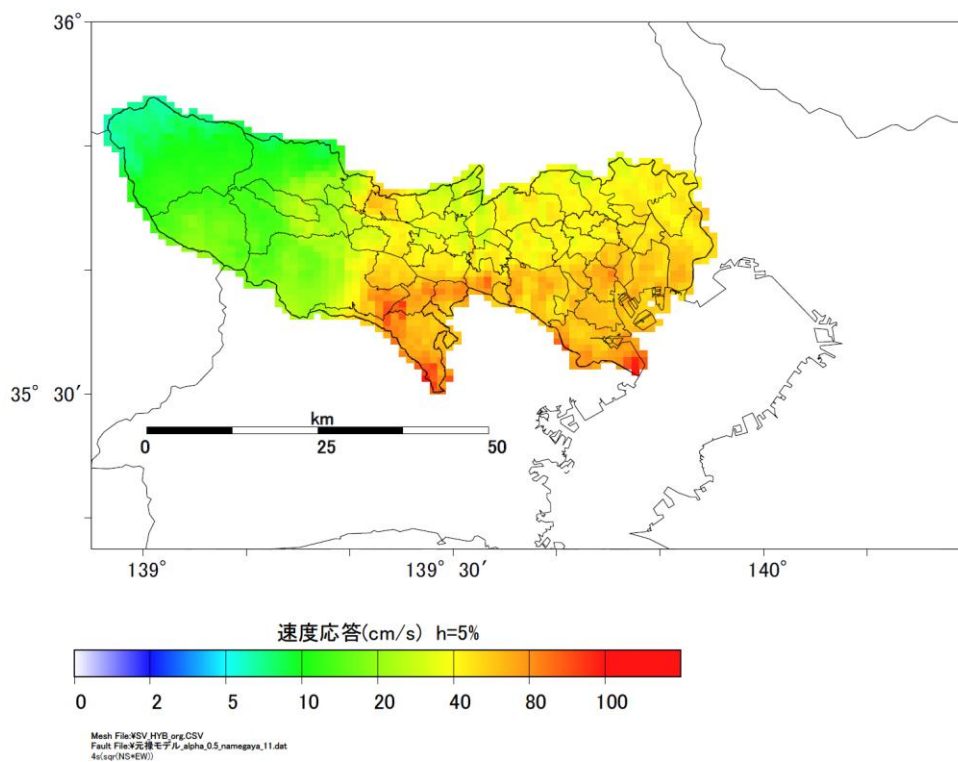 36°
35° 30′
km
0 25 50
139° 139° 30′ 140°
速度応答(cm/s) h=5%
0 2 5 10 20 40 80 100
Mesh File:¥SV_HYB_org.CSV
Fault File:¥元禄モデル_alpha_0.5_namegaya_11.dat
4s(sqr(NS*EW))